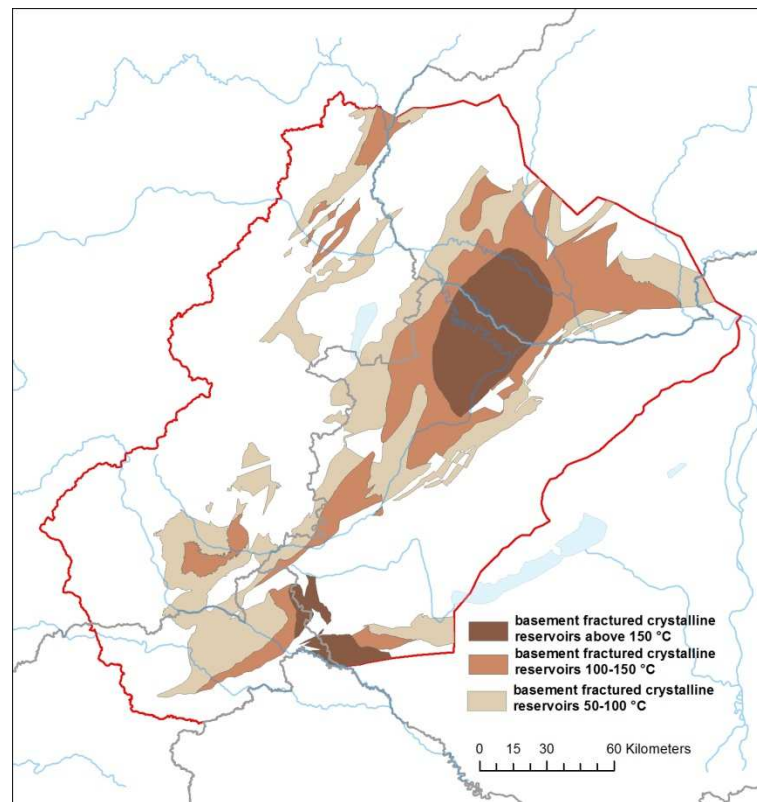 basement fractured crystalline
reservoirs above 150 °C
basement fractured crystalline
reservoirs 100-150 °C
basement fractured crystalline
reservoirs 50-100 °C
0 15 30 60 Kilometers